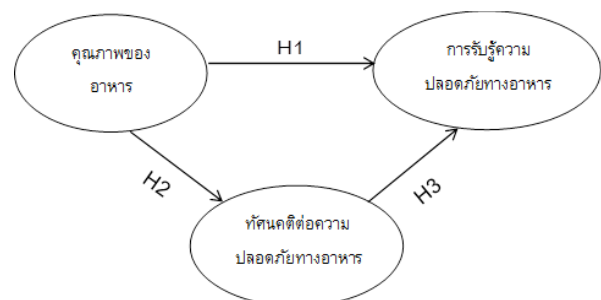 คุณภาพของ
อาหาร
H1
การรับรู้ความ
ปลอดภัยทางอาหาร
H2
H3
ทัศนคติต่อความ
ปลอดภัยทางอาหาร